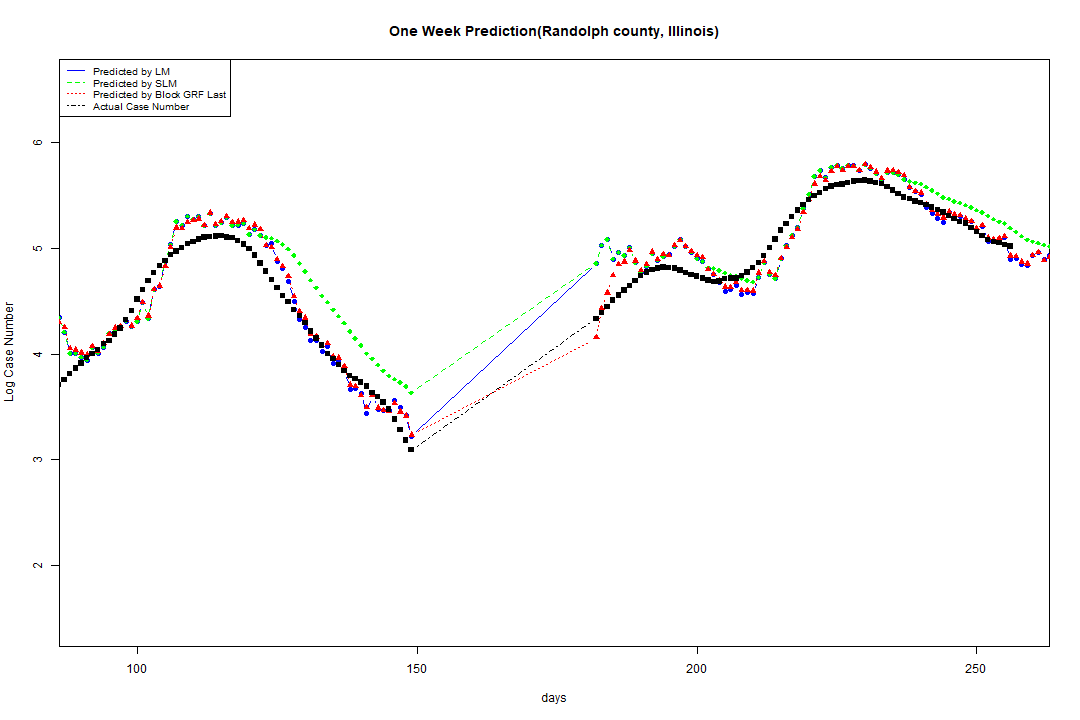 One Week Prediction(Randolph county, Illinois)
Predicted by LM
Predicted by SLM
Predicted by Block GRF Last
Actual Case Number
6
5
4
3
2
Log Case Number
100 150 200 250
days